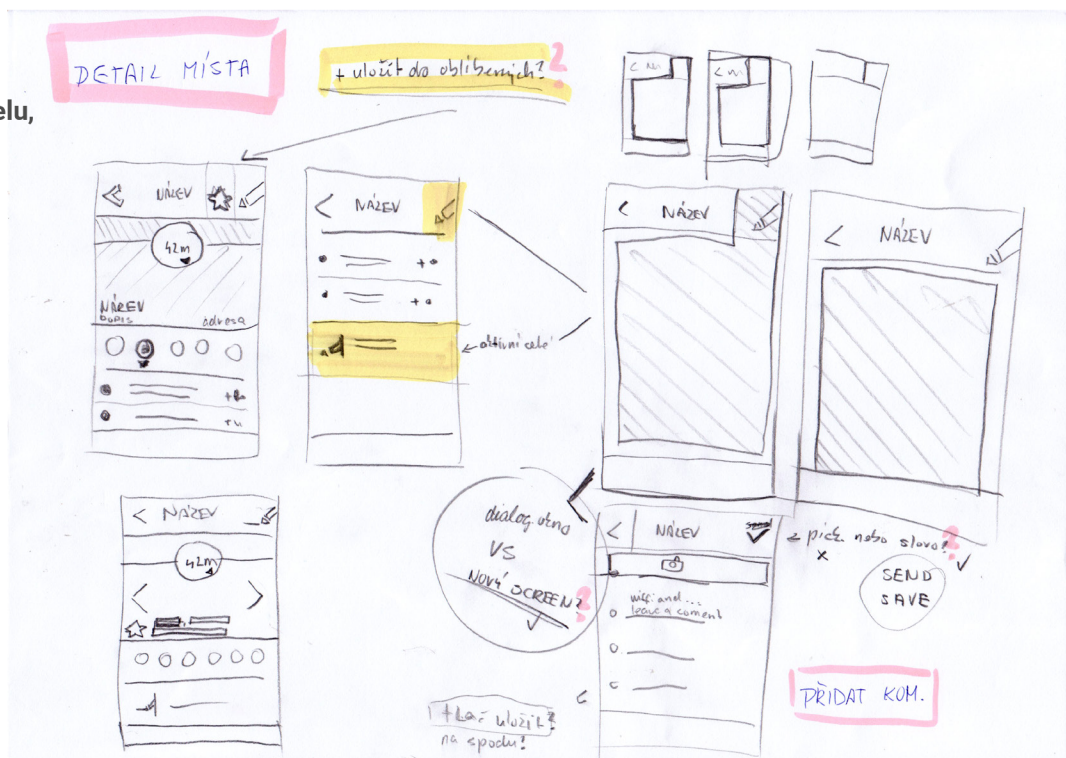 elu,
DETAIL MÍSTA
+ uložit do oblíbených?
< NÁZEV
42m
NÁZEV
POPIS
adresa
< NÁZEV
aktivní celé
< NÁZEV
< NÁZEV
< NÁZEV
42m
dialog. okno
VS
NOVÝ SCREEN?
< NÁZEV
send
leave a coment
pict. nebo slovo?
SEND
SAVE
+ tlač uložit?
na spodu!
PŘIDAT KOM.